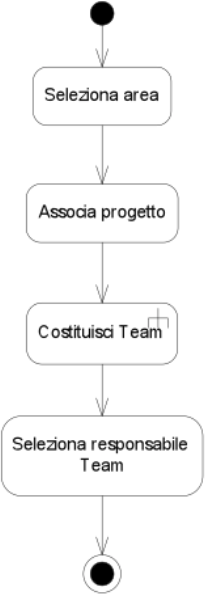 Seleziona area
Associa progetto
Costituisci Team
Seleziona responsabile
Team